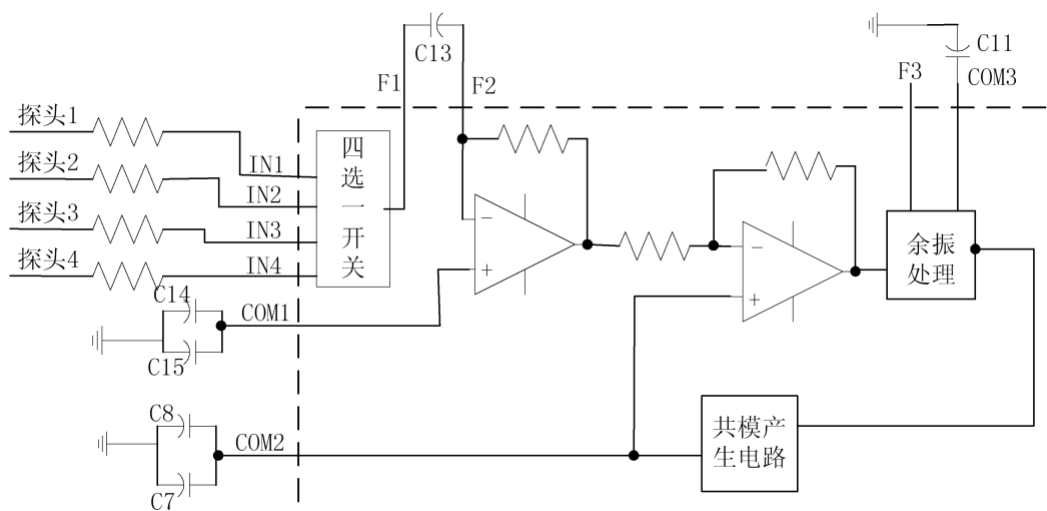 C13
C11
F1
F2
F3
COM3
探头1
探头2
探头3
探头4
IN1
IN2
IN3
IN4
四
选
一
开
关
−
+
−
+
余振
处理
C14
COM1
C15
C8
COM2
C7
共模产
生电路